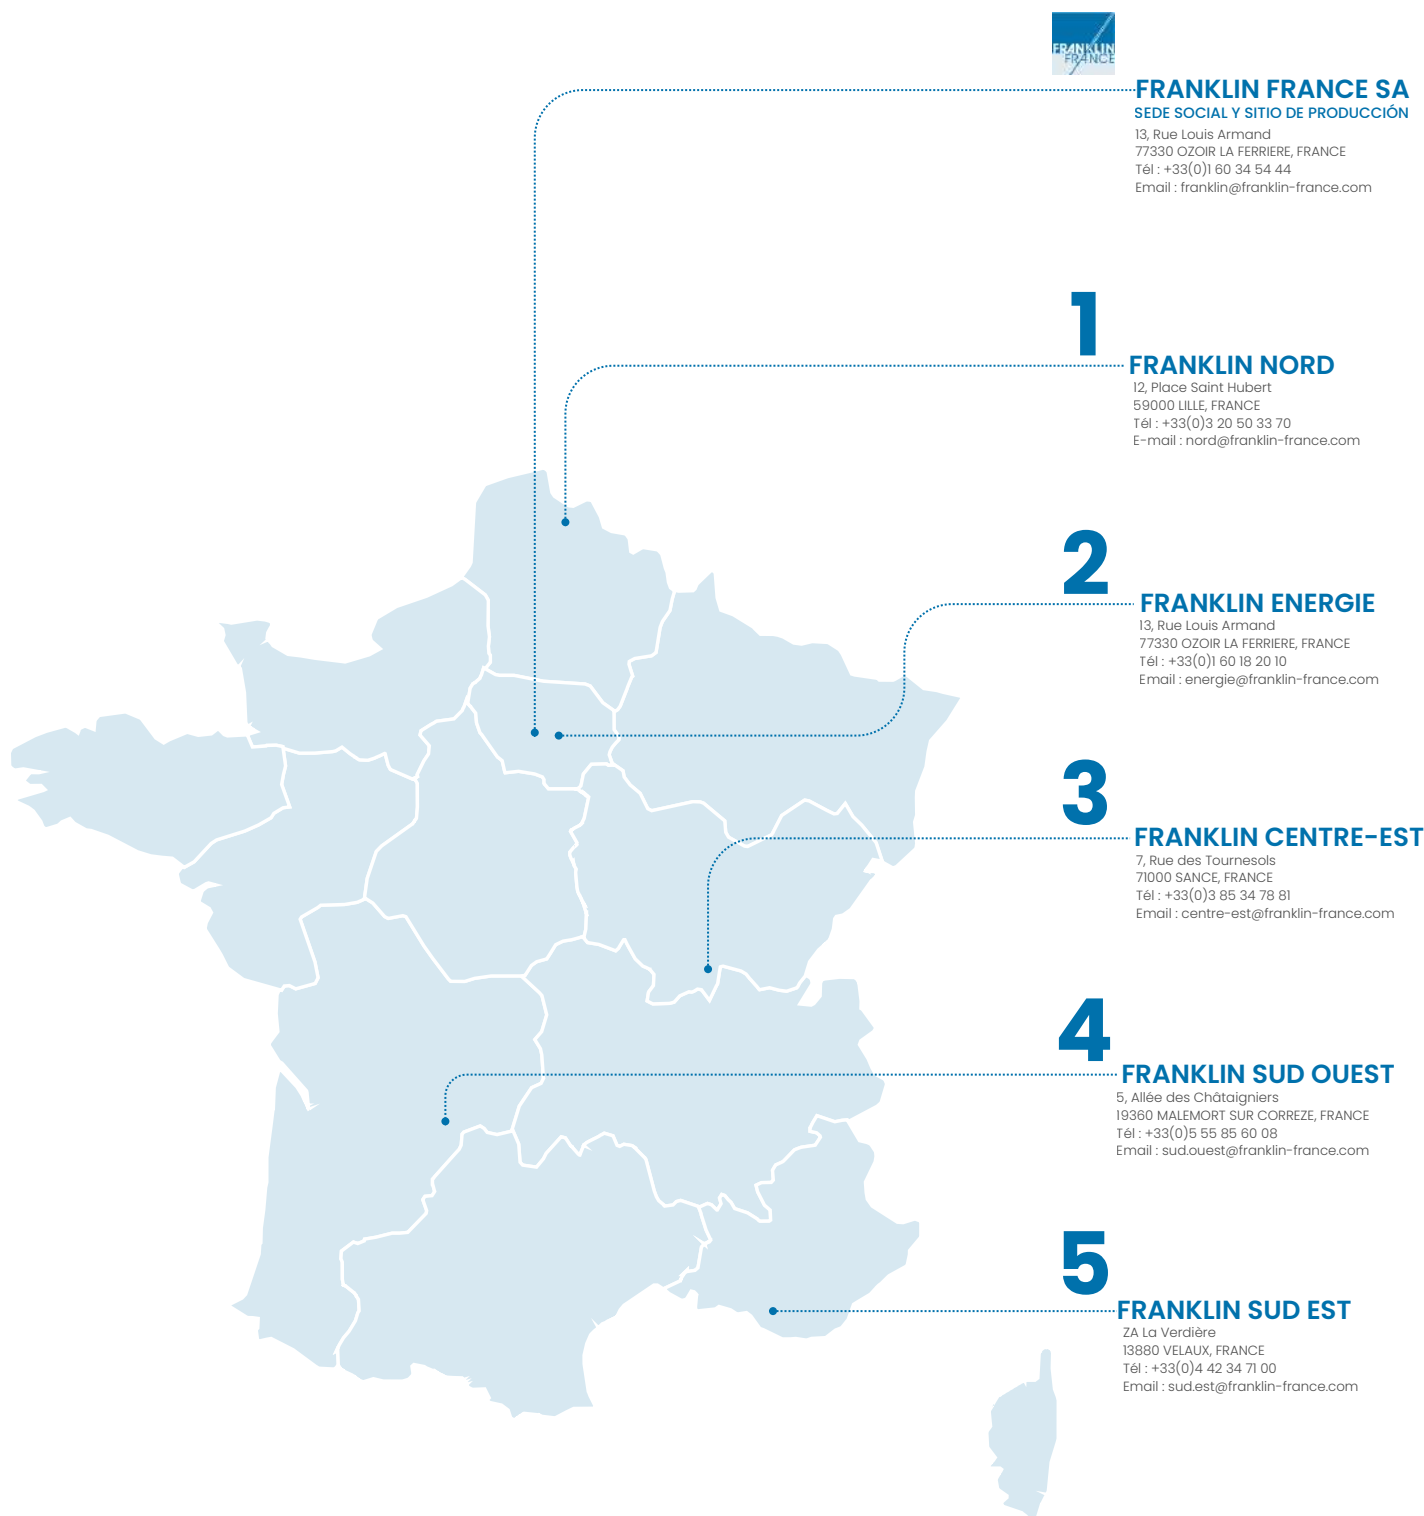 FRANKLIN
FRANCE
FRANKLIN FRANCE SA
SEDE SOCIAL Y SITIO DE PRODUCCIÓN
13, Rue Louis Armand
77330 OZOIR LA FERRIERE, FRANCE
Tél : +33(0)1 60 34 54 44
Email : franklin@franklin-france.com
1
FRANKLIN NORD
12, Place Saint Hubert
59000 LILLE, FRANCE
Tél : +33(0)3 20 50 33 70
E-mail : nord@franklin-france.com
2
FRANKLIN ENERGIE
13, Rue Louis Armand
77330 OZOIR LA FERRIERE, FRANCE
Tél : +33(0)1 60 18 20 10
Email : energie@franklin-france.com
3
FRANKLIN CENTRE-EST
7, Rue des Tournesols
71000 SANCE, FRANCE
Tél : +33(0)3 85 34 78 81
Email : centre-est@franklin-france.com
4
FRANKLIN SUD OUEST
5, Allée des Châtaigniers
19360 MALEMORT SUR CORREZE, FRANCE
Tél : +33(0)5 55 85 60 08
Email : sud.ouest@franklin-france.com
5
FRANKLIN SUD EST
ZA La Verdière
13880 VELAUX, FRANCE
Tél : +33(0)4 42 34 71 00
Email : sud.est@franklin-france.com